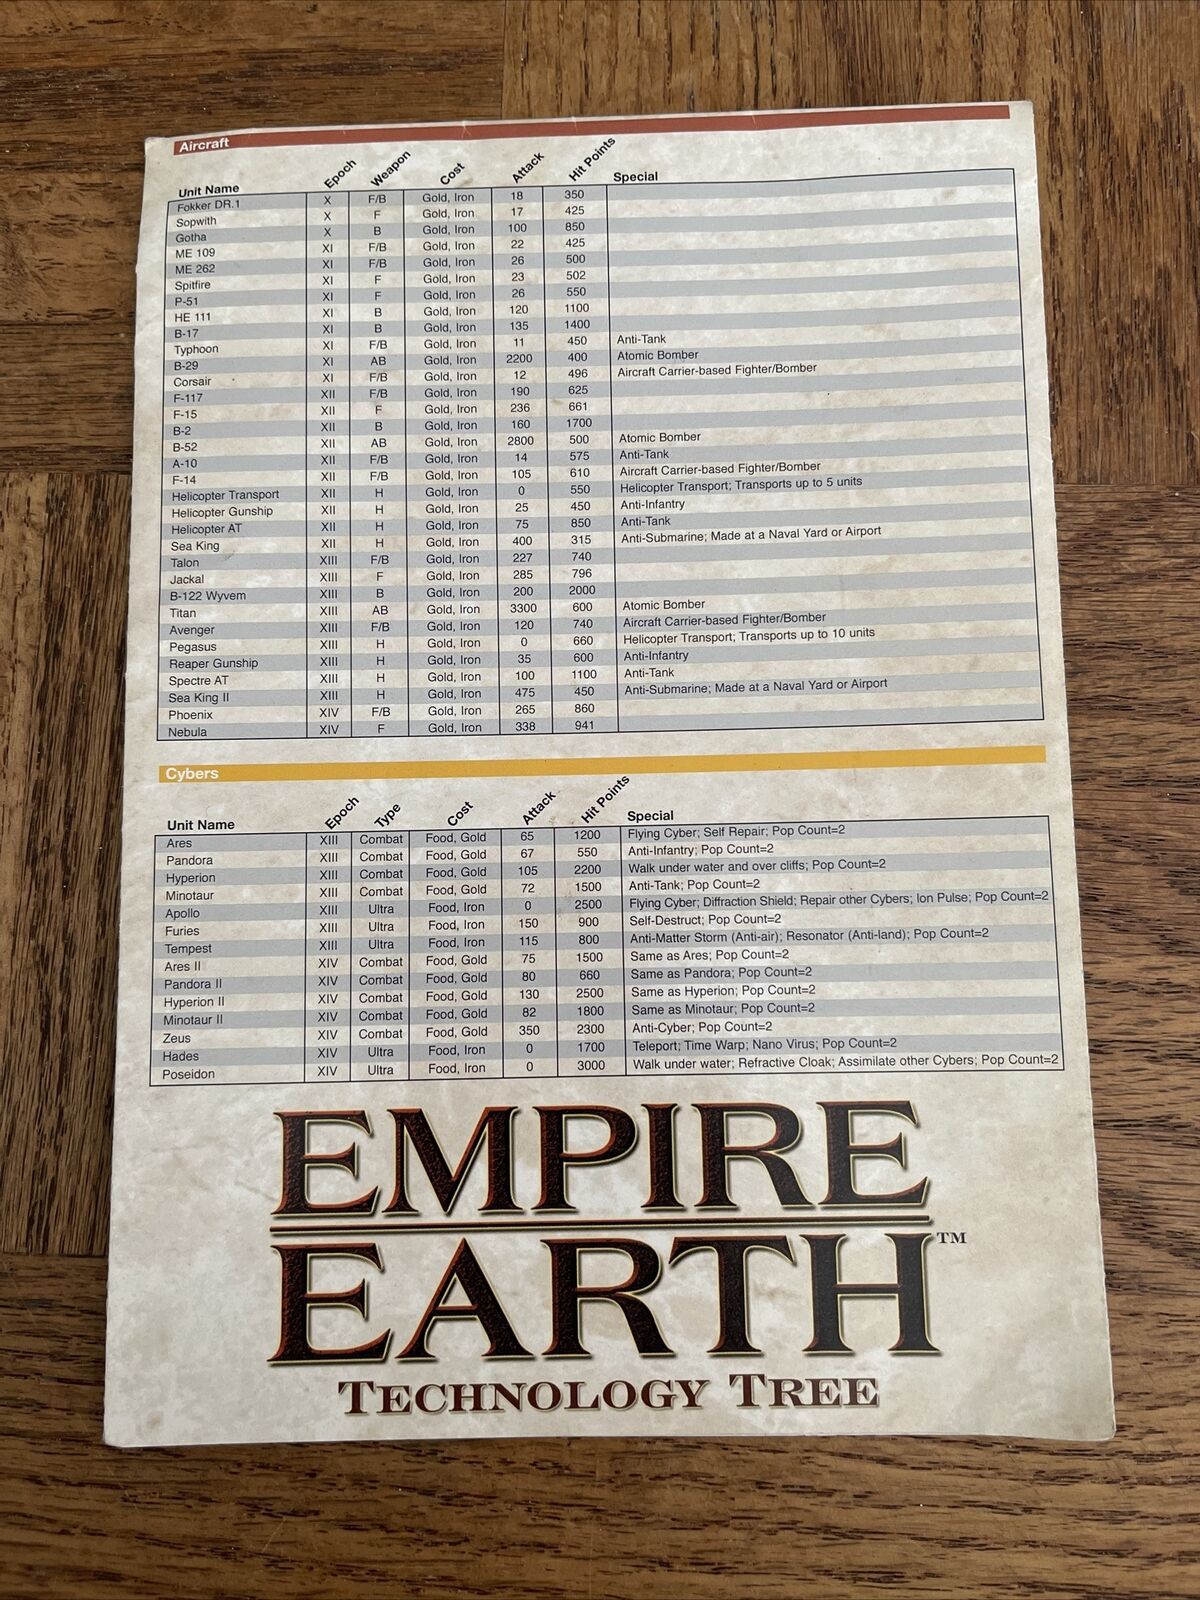 Aircraft
Unit Name Epoch Weapon Cost Attack Hit Points Special
Fokker DR.1 X F/B Gold, Iron 18 350
Sopwith X F Gold, Iron 17 425
Gotha X B Gold, Iron 100 850
ME 109 XI F/B Gold, Iron 22 425
ME 262 XI F/B Gold, Iron 26 500
Spitfire XI F Gold, Iron 23 502
P-51 XI F Gold, Iron 26 550
HE 111 XI B Gold, Iron 120 1100
B-17 XI B Gold, Iron 135 1400
Typhoon XI F/B Gold, Iron 11 450 Anti-Tank
B-29 XI AB Gold, Iron 2200 400 Atomic Bomber
Corsair XI F/B Gold, Iron 12 496 Aircraft Carrier-based Fighter/Bomber
F-117 XII F/B Gold, Iron 190 625
F-15 XII F Gold, Iron 236 661
B-2 XII B Gold, Iron 160 1700
B-52 XII AB Gold, Iron 2800 500 Atomic Bomber
A-10 XII F/B Gold, Iron 14 575 Anti-Tank
F-14 XII F/B Gold, Iron 105 610 Aircraft Carrier-based Fighter/Bomber
Helicopter Transport XII H Gold, Iron 0 550 Helicopter Transport; Transports up to 5 units
Helicopter Gunship XII H Gold, Iron 25 450 Anti-Infantry
Helicopter AT XII H Gold, Iron 75 850 Anti-Tank
Sea King XII H Gold, Iron 400 315 Anti-Submarine; Made at a Naval Yard or Airport
Talon XIII F/B Gold, Iron 227 740
Jackal XIII F Gold, Iron 285 796
B-122 Wyvem XIII B Gold, Iron 200 2000
Titan XIII AB Gold, Iron 3300 600 Atomic Bomber
Avenger XIII F/B Gold, Iron 120 740 Aircraft Carrier-based Fighter/Bomber
Pegasus XIII H Gold, Iron 0 660 Helicopter Transport; Transports up to 10 units
Reaper Gunship XIII H Gold, Iron 35 600 Anti-Infantry
Spectre AT XIII H Gold, Iron 100 1100 Anti-Tank
Sea King II XIII H Gold, Iron 475 450 Anti-Submarine; Made at a Naval Yard or Airport
Phoenix XIV F/B Gold, Iron 265 860
Nebula XIV F Gold, Iron 338 941
Cybers
Unit Name Epoch Type Cost Attack Hit Points Special
Ares XIII Combat Food, Gold 65 1200 Flying Cyber; Self Repair; Pop Count=2
Pandora XIII Combat Food, Gold 67 550 Anti-Infantry; Pop Count=2
Hyperion XIII Combat Food, Gold 105 2200 Walk under water and over cliffs; Pop Count=2
Minotaur XIII Combat Food, Gold 72 1500 Anti-Tank; Pop Count=2
Apollo XIII Ultra Food, Iron 0 2500 Flying Cyber; Diffraction Shield; Repair other Cybers; Ion Pulse; Pop Count=2
Furies XIII Ultra Food, Iron 150 900 Self-Destruct; Pop Count=2
Tempest XIII Ultra Food, Iron 115 800 Anti-Matter Storm (Anti-air); Resonator (Anti-land); Pop Count=2
Ares II XIV Combat Food, Gold 75 1500 Same as Ares; Pop Count=2
Pandora II XIV Combat Food, Gold 80 660 Same as Pandora; Pop Count=2
Hyperion II XIV Combat Food, Gold 130 2500 Same as Hyperion; Pop Count=2
Minotaur II XIV Combat Food, Gold 82 1800 Same as Minotaur; Pop Count=2
Zeus XIV Combat Food, Gold 350 2300 Anti-Cyber; Pop Count=2
Hades XIV Ultra Food, Iron 0 1700 Teleport; Time Warp; Nano Virus; Pop Count=2
Poseidon XIV Ultra Food, Iron 0 3000 Walk under water; Refractive Cloak; Assimilate other Cybers; Pop Count=2
EMPIRE
EARTH™
TECHNOLOGY TREE